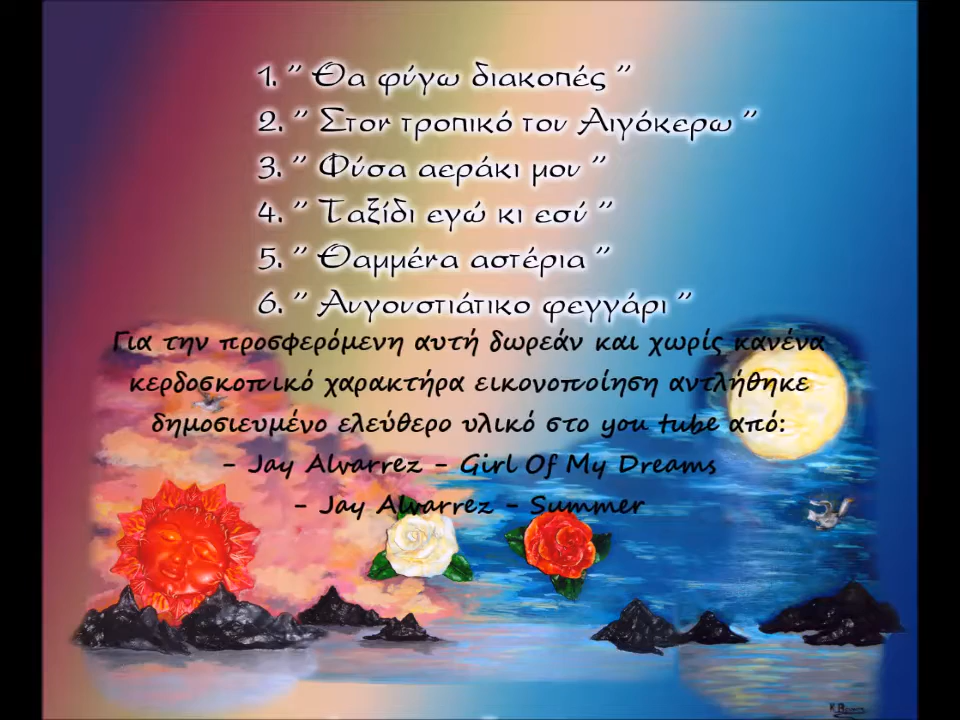 1. " Θα φύγω διακοπές "
2. " Στον τροπικό του Αιγόκερω "
3. " Φύσα αεράκι μου "
4. " Ταξίδι εγώ κι εσύ "
5. " Θαμμένα αστέρια "
6. " Αυγουστιάτικο φεγγάρι "
Για την προσφερόμενη αυτή δωρεάν και χωρίς κανένα
κερδοσκοπικό χαρακτήρα εικονοποίηση αντλήθηκε
δημοσιευμένο ελεύθερο υλικό στο you tube από:
- Jay Alvarrez - Girl Of My Dreams
- Jay Alvarrez - Summer